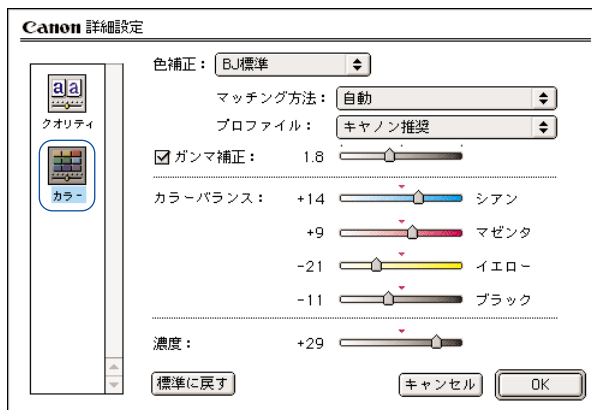 Canon 詳細設定
色補正： BJ標準
マッチング方法： 自動
プロファイル： キヤノン推奨
ガンマ補正： 1.8
カラーバランス： +14 シアン
+9 マゼンタ
-21 イエロー
-11 ブラック
濃度： +29
標準に戻す キャンセル OK
aa
クオリティ
カラー